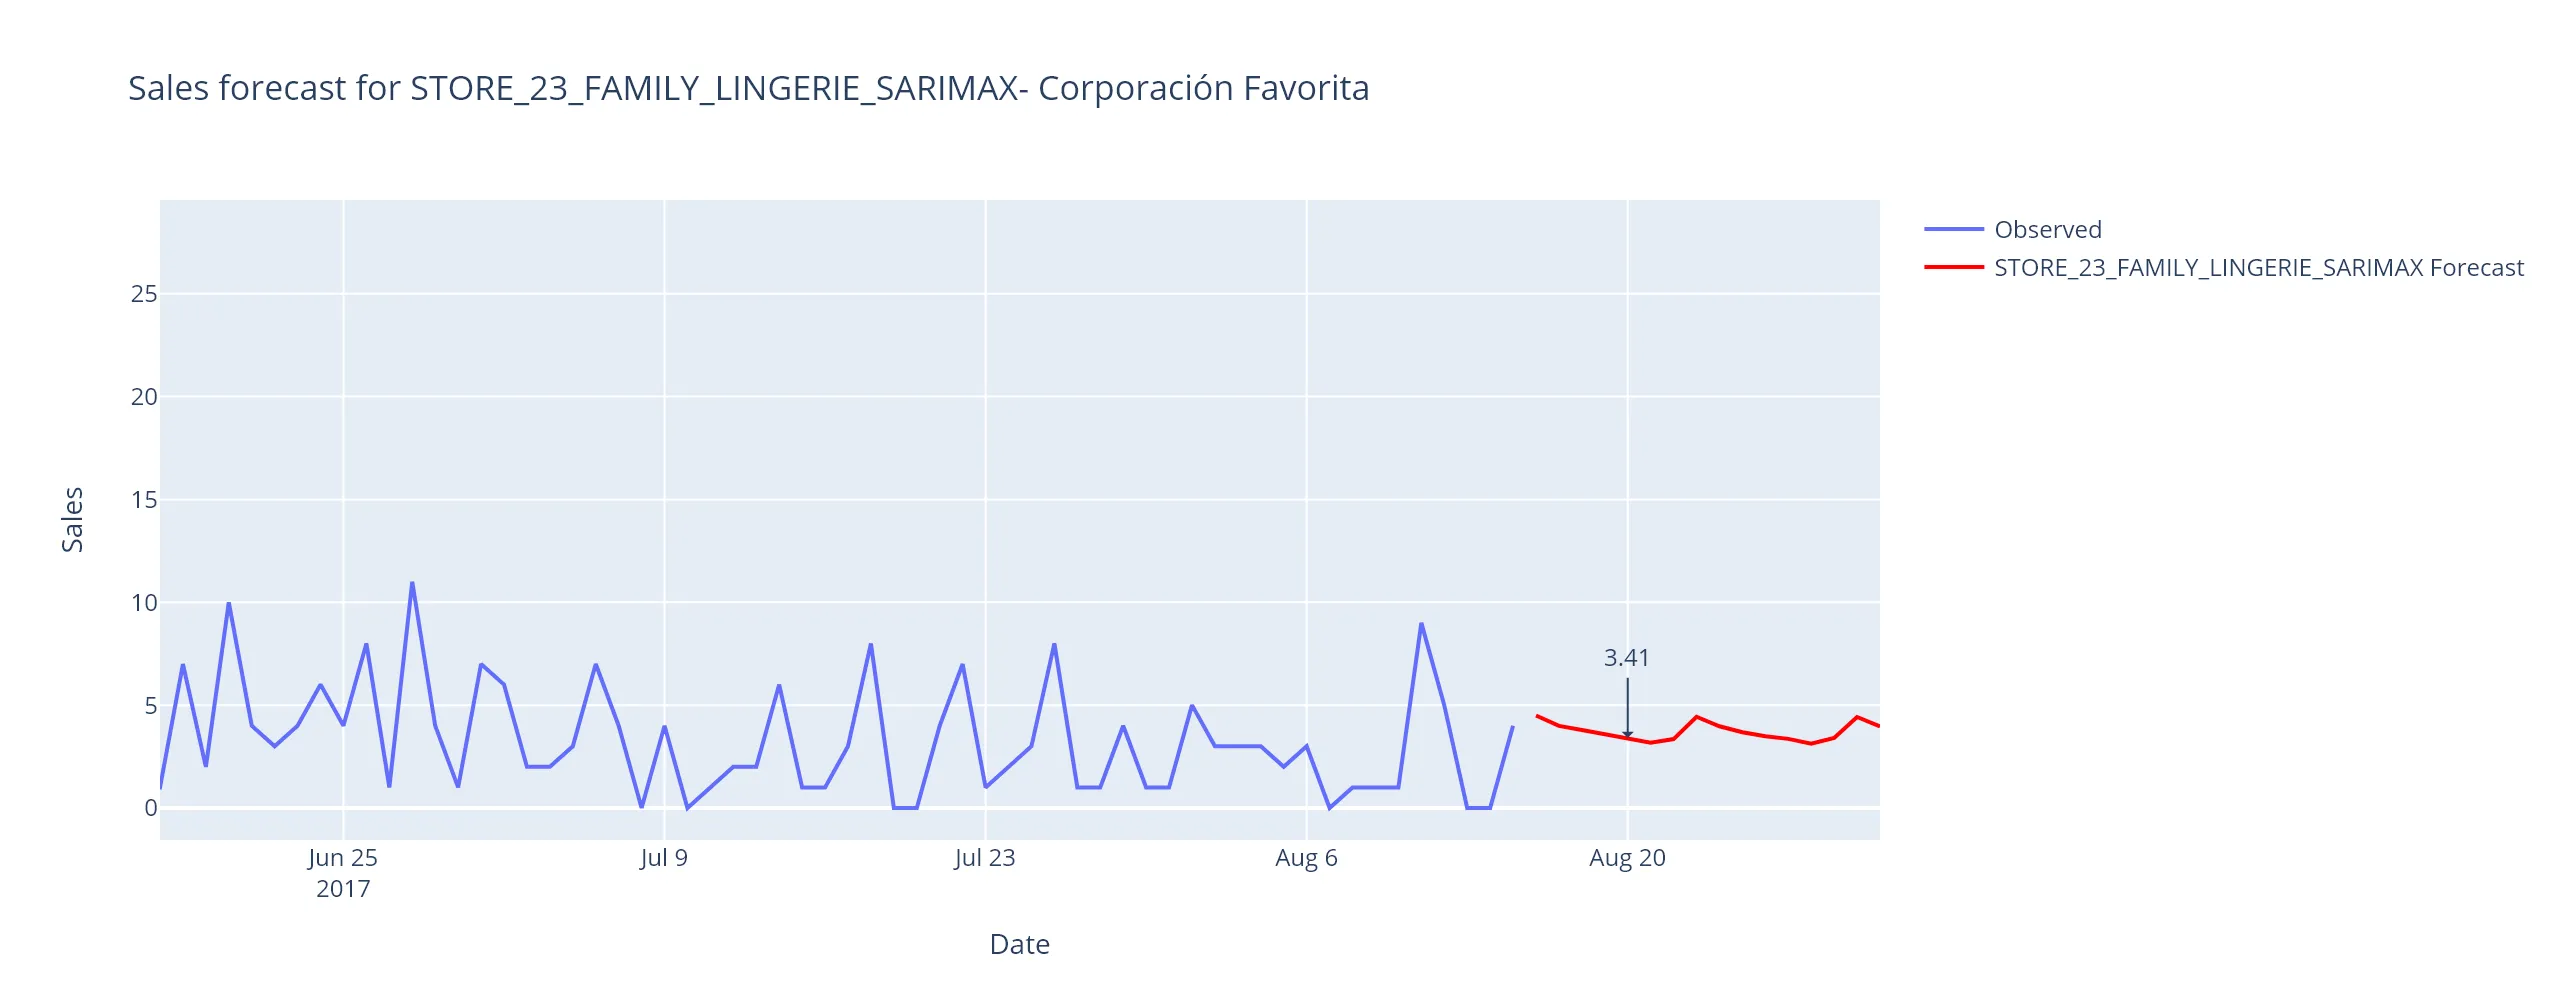 Sales forecast for STORE_23_FAMILY_LINGERIE_SARIMAX- Corporación Favorita
Observed
STORE_23_FAMILY_LINGERIE_SARIMAX Forecast
25
20
15
10
5
0
Sales
3.41
Jun 25
2017
Jul 9
Jul 23
Aug 6
Aug 20
Date